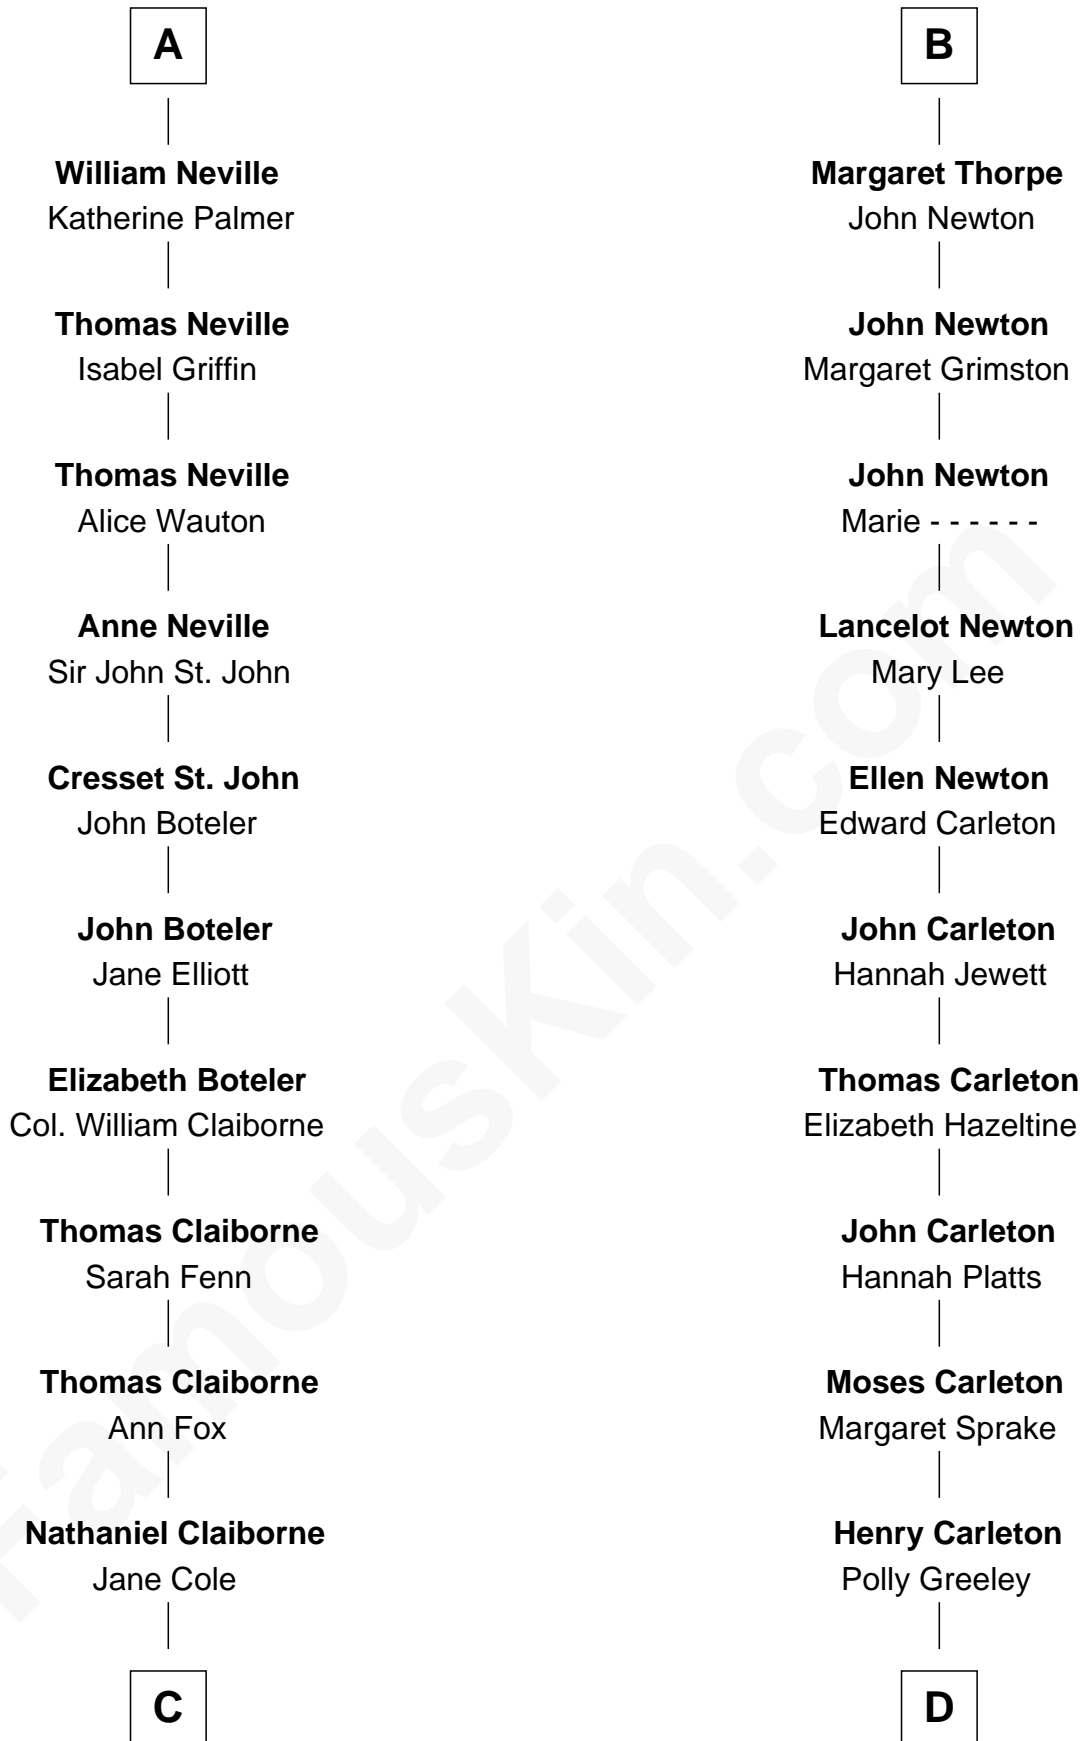 A
William Neville
Katherine Palmer
Thomas Neville
Isabel Griffin
Thomas Neville
Alice Wauton
Anne Neville
Sir John St. John
Cresset St. John
John Boteler
John Boteler
Jane Elliott
Elizabeth Boteler
Col. William Claiborne
Thomas Claiborne
Sarah Fenn
Thomas Claiborne
Ann Fox
Nathaniel Claiborne
Jane Cole
C
B
Margaret Thorpe
John Newton
John Newton
Margaret Grimston
John Newton
Marie - - - - - -
Lancelot Newton
Mary Lee
Ellen Newton
Edward Carleton
John Carleton
Hannah Jewett
Thomas Carleton
Elizabeth Hazeltine
John Carleton
Hannah Platts
Moses Carleton
Margaret Sprake
Henry Carleton
Polly Greeley
D
FamousKin.com